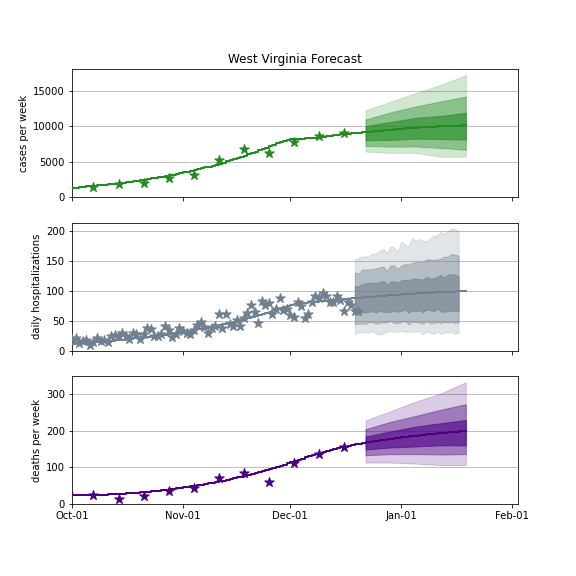 West Virginia Forecast
15000
10000
5000
0
cases per week
200
150
100
50
0
daily hospitalizations
300
200
100
0
deaths per week
Oct-01 Nov-01 Dec-01 Jan-01 Feb-01